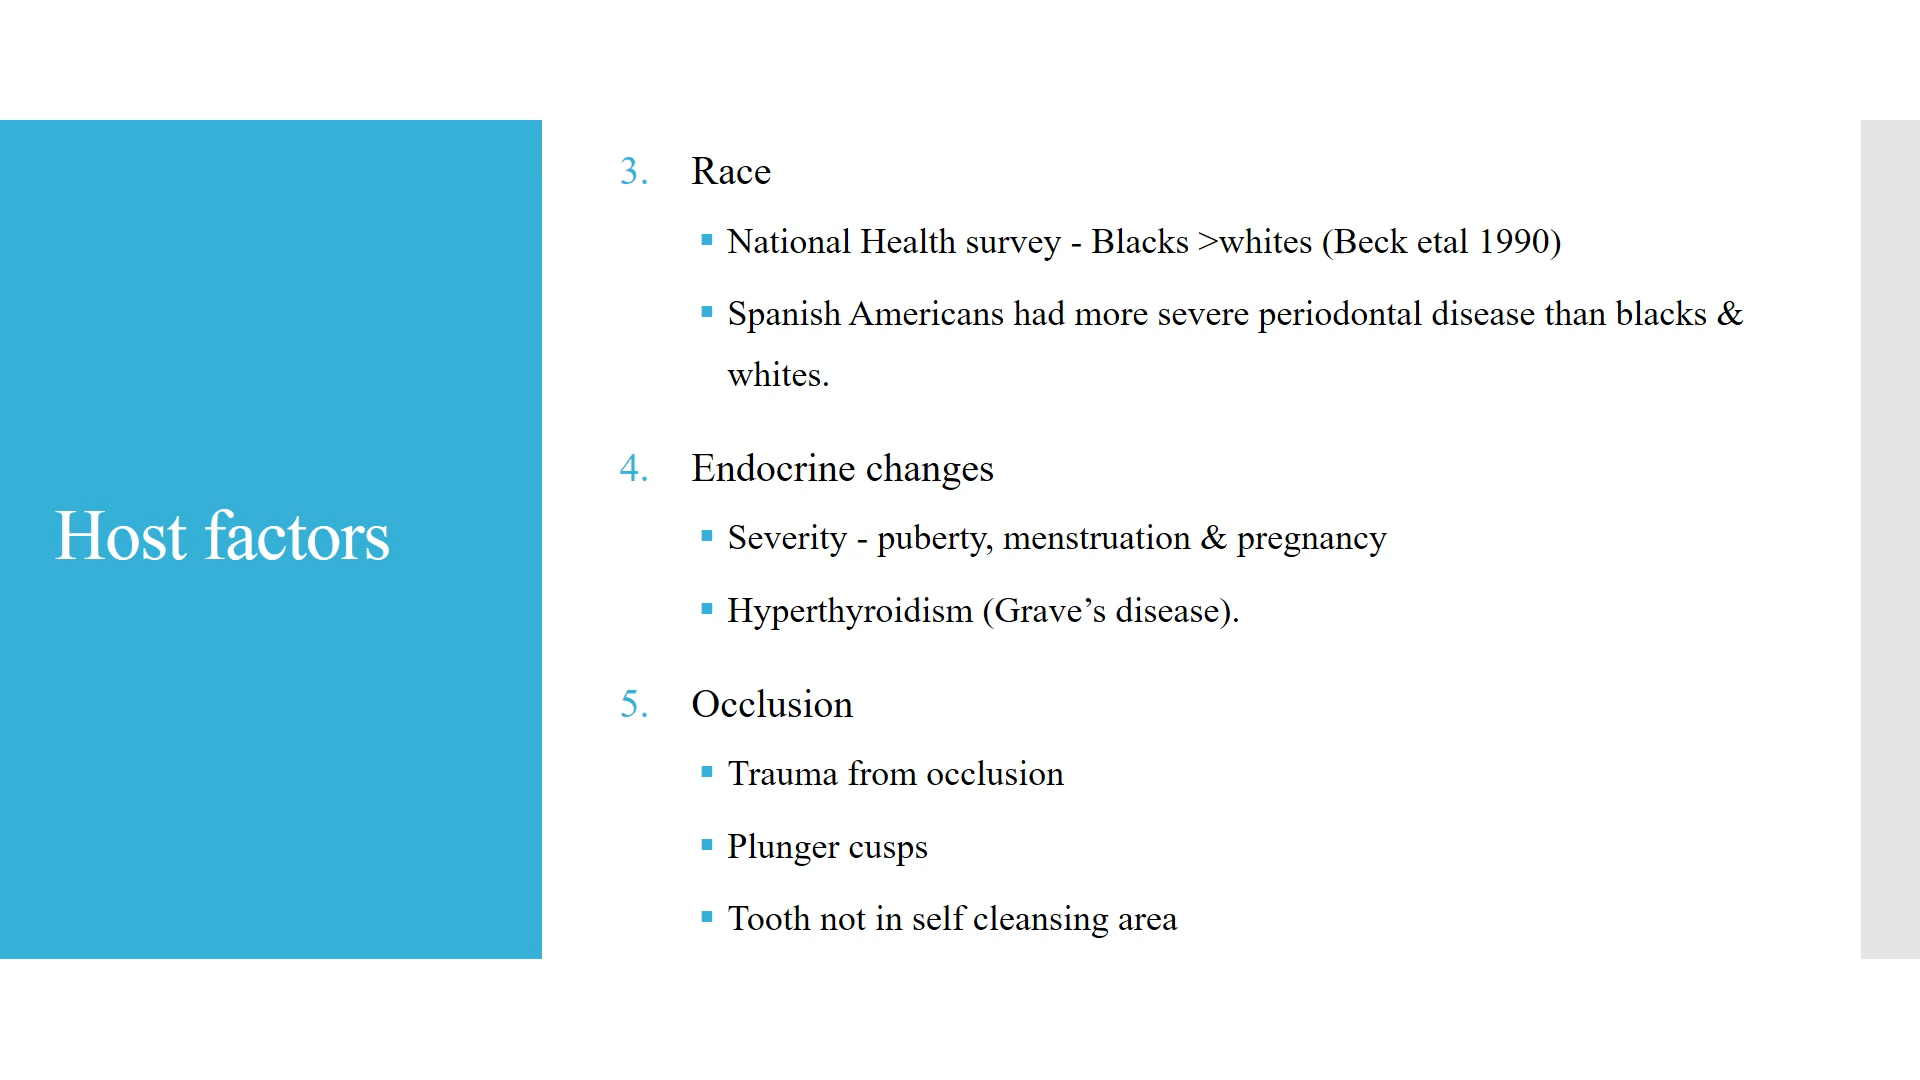 Host factors
3. Race
▪ National Health survey - Blacks >whites (Beck etal 1990)
▪ Spanish Americans had more severe periodontal disease than blacks &
whites.
4. Endocrine changes
▪ Severity - puberty, menstruation & pregnancy
▪ Hyperthyroidism (Grave’s disease).
5. Occlusion
▪ Trauma from occlusion
▪ Plunger cusps
▪ Tooth not in self cleansing area